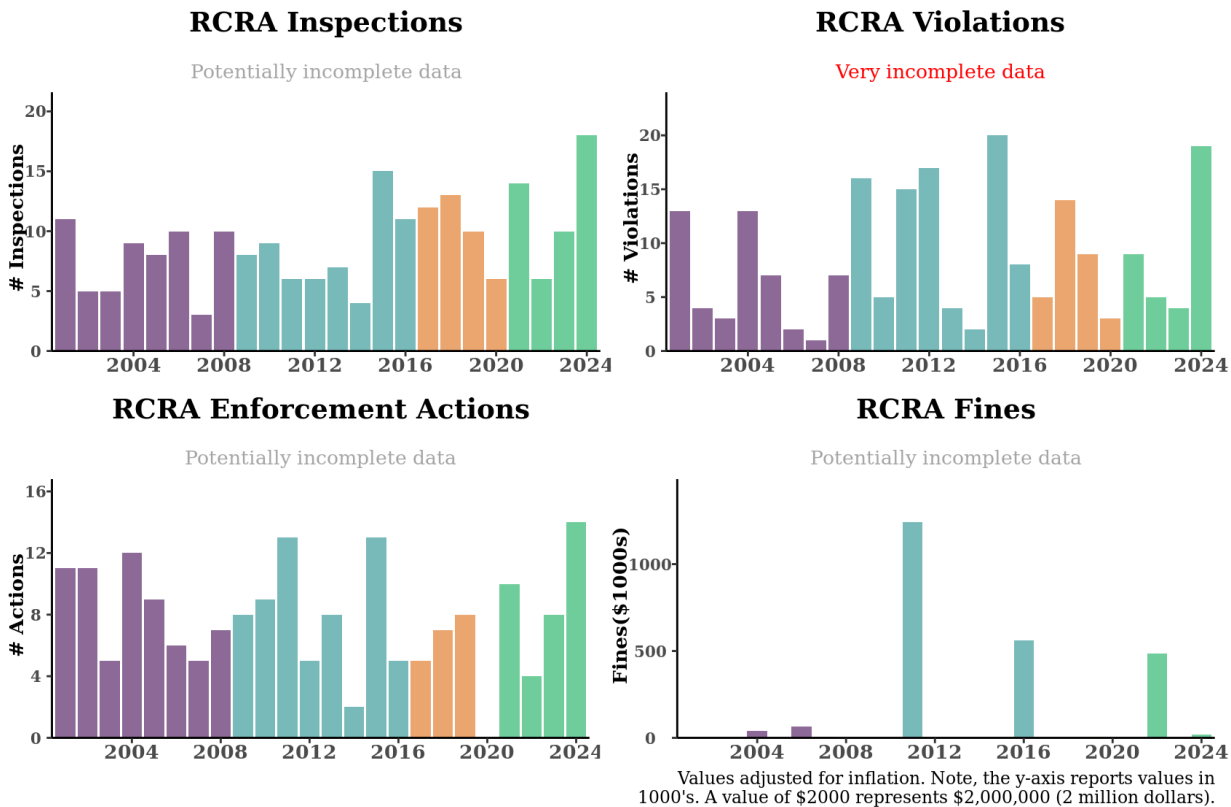 RCRA Inspections
Potentially incomplete data
# Inspections
20
15
10
5
0
2004 2008 2012 2016 2020 2024
RCRA Violations
Very incomplete data
# Violations
20
15
10
5
0
2004 2008 2012 2016 2020 2024
RCRA Enforcement Actions
Potentially incomplete data
# Actions
16
12
8
4
0
2004 2008 2012 2016 2020 2024
RCRA Fines
Potentially incomplete data
Fines($1000s)
1000
500
0
2004 2008 2012 2016 2020 2024
Values adjusted for inflation. Note, the y-axis reports values in
1000's. A value of $2000 represents $2,000,000 (2 million dollars).